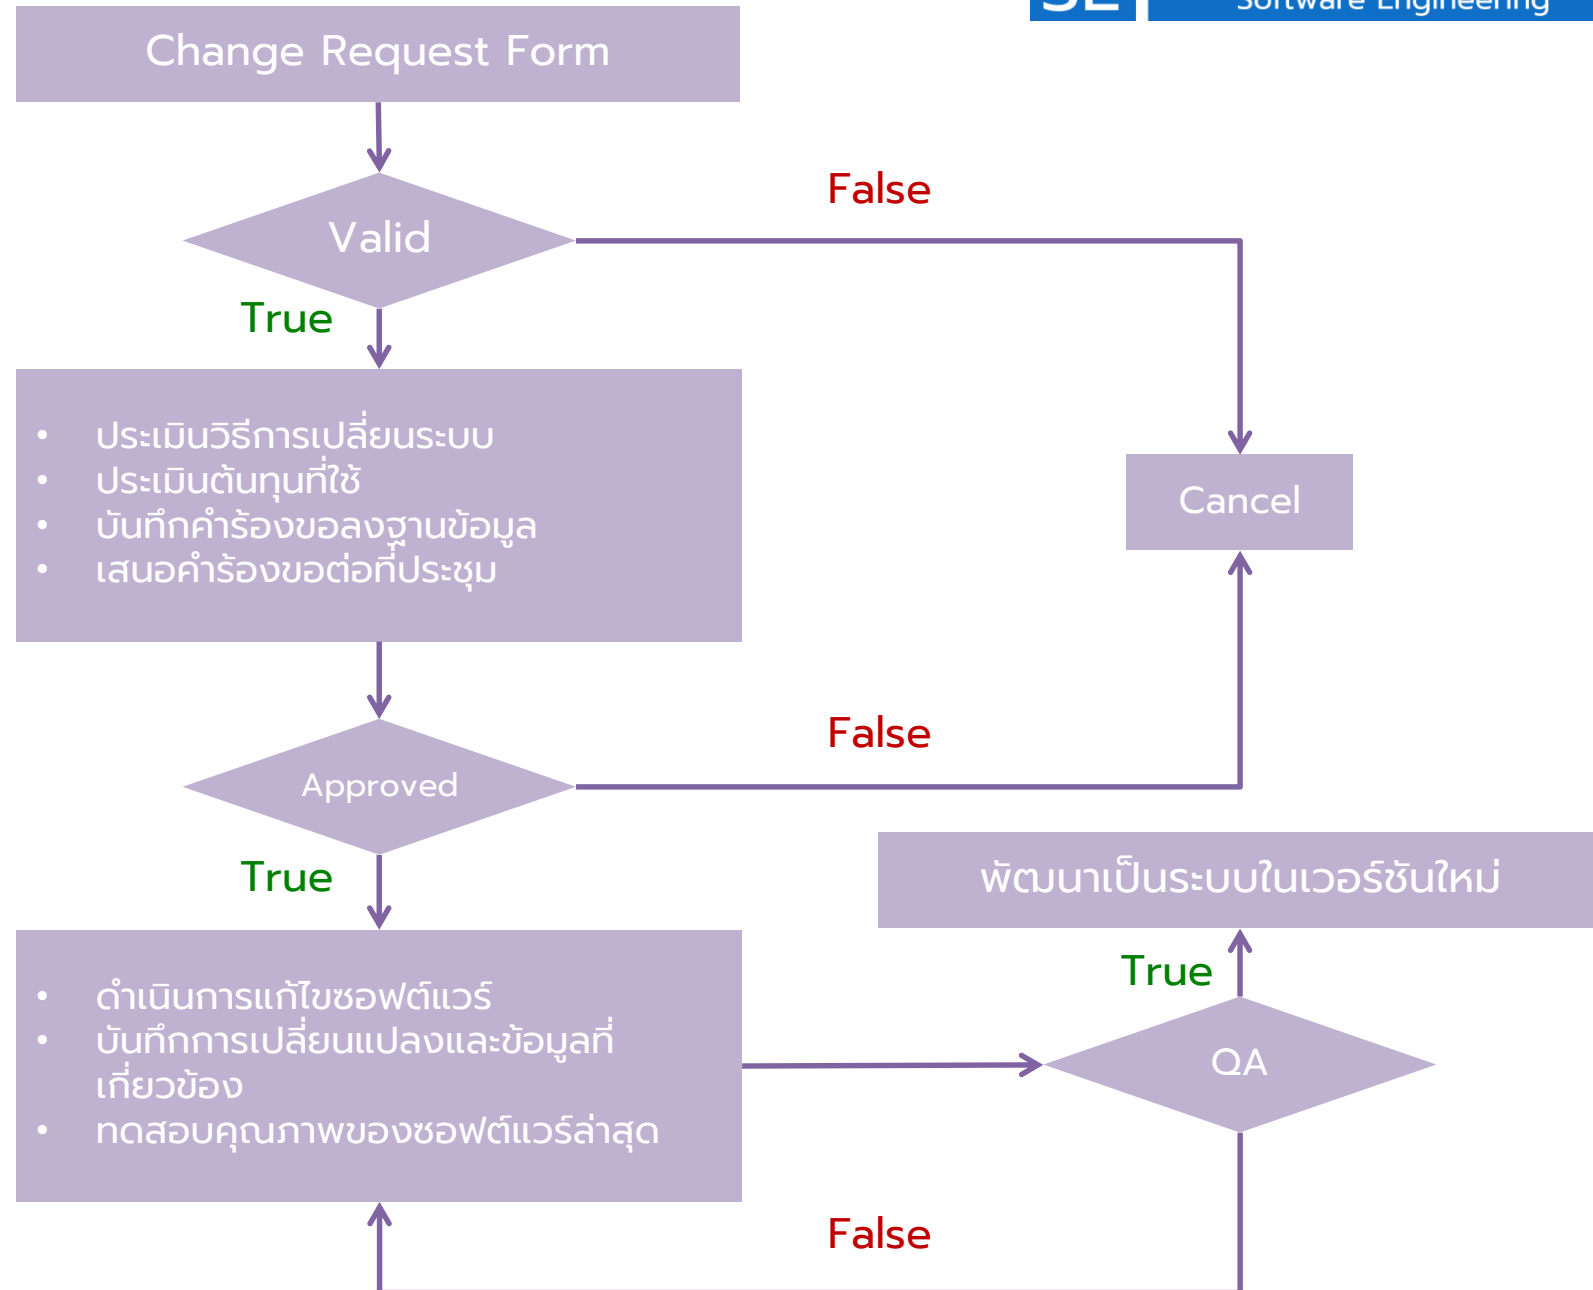 SE
Software Engineering
Change Request Form
False
Valid
True
• ประเมินวิธีการเปลี่ยนระบบ
• ประเมินต้นทุนที่ใช้
• บันทึกคำร้องขอลงฐานข้อมูล
• เสนอคำร้องขอต่อที่ประชุม
Cancel
False
Approved
True
พัฒนาเป็นระบบในเวอร์ชันใหม่
True
• ดำเนินการแก้ไขซอฟต์แวร์
• บันทึกการเปลี่ยนแปลงและข้อมูลที่
เกี่ยวข้อง
• ทดสอบคุณภาพของซอฟต์แวร์ล่าสุด
QA
False